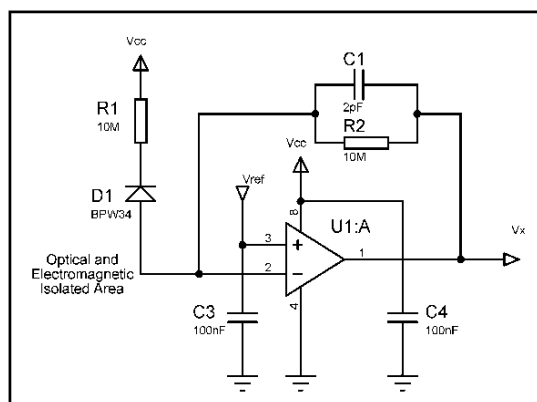 Vcc
R1
10M
D1
BPW34
Optical and
Electromagnetic
Isolated Area
C1
2pF
R2
10M
Vcc
Vref
8
U1:A
3
2
1
4
Vx
C3
100nF
C4
100nF